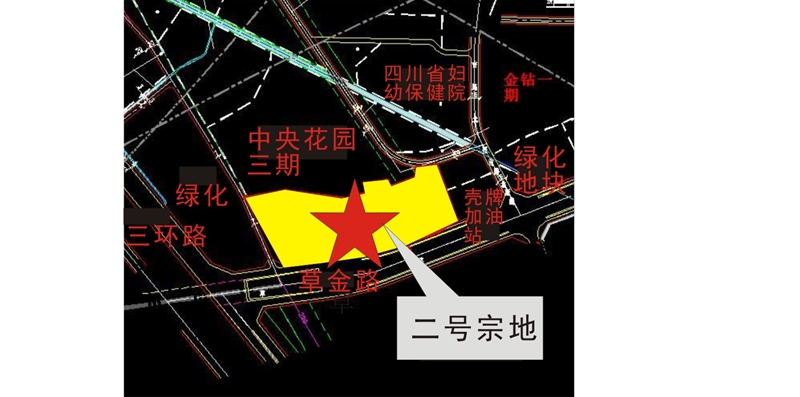 四川省妇
幼保健院
金钻一
期
中央花园
三期
绿化
地块
绿化
壳牌
加油
站
三环路
草金路
二号宗地